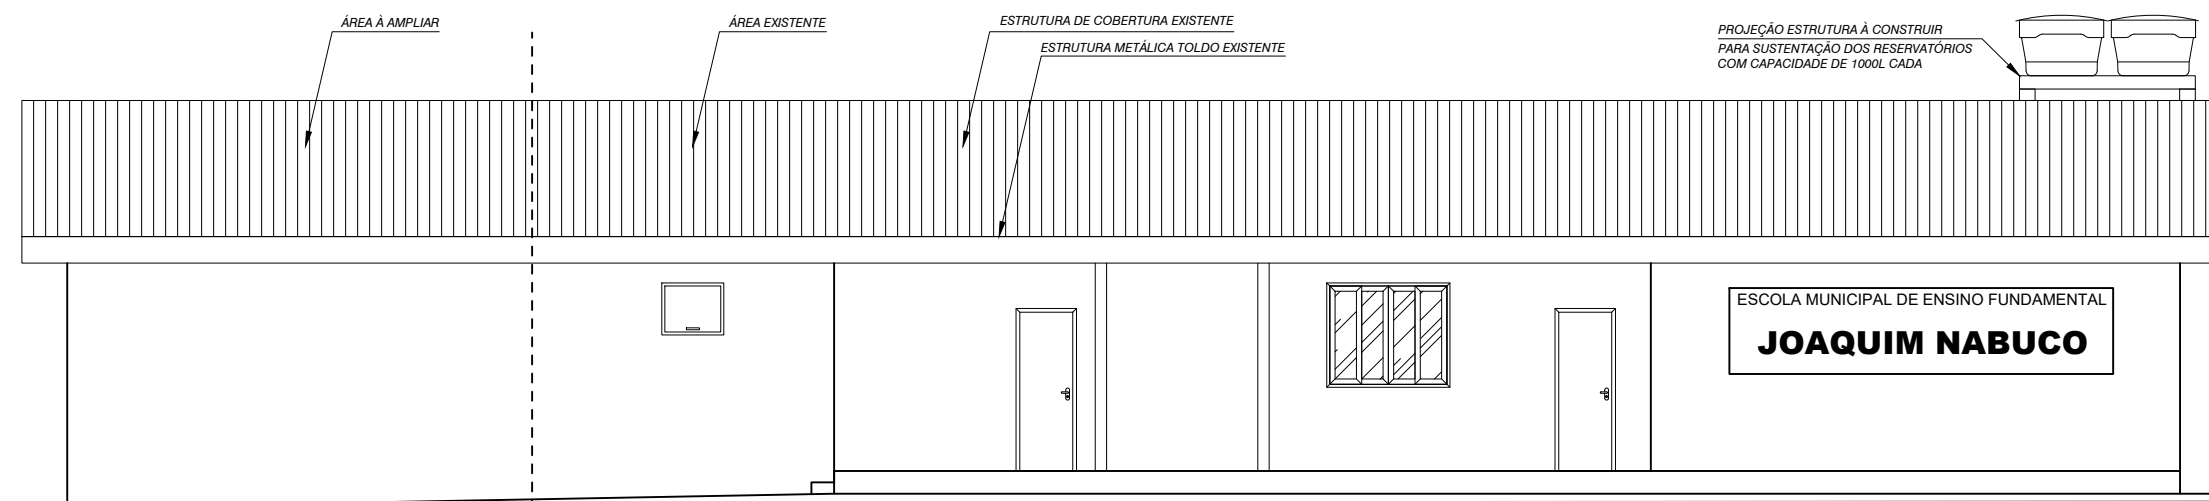 ÁREA À AMPLIAR
ÁREA EXISTENTE
ESTRUTURA DE COBERTURA EXISTENTE
ESTRUTURA METÁLICA TOLDO EXISTENTE
PROJEÇÃO ESTRUTURA À CONSTRUIR
PARA SUSTENTAÇÃO DOS RESERVATÓRIOS
COM CAPACIDADE DE 1000L CADA
ESCOLA MUNICIPAL DE ENSINO FUNDAMENTAL
JOAQUIM NABUCO